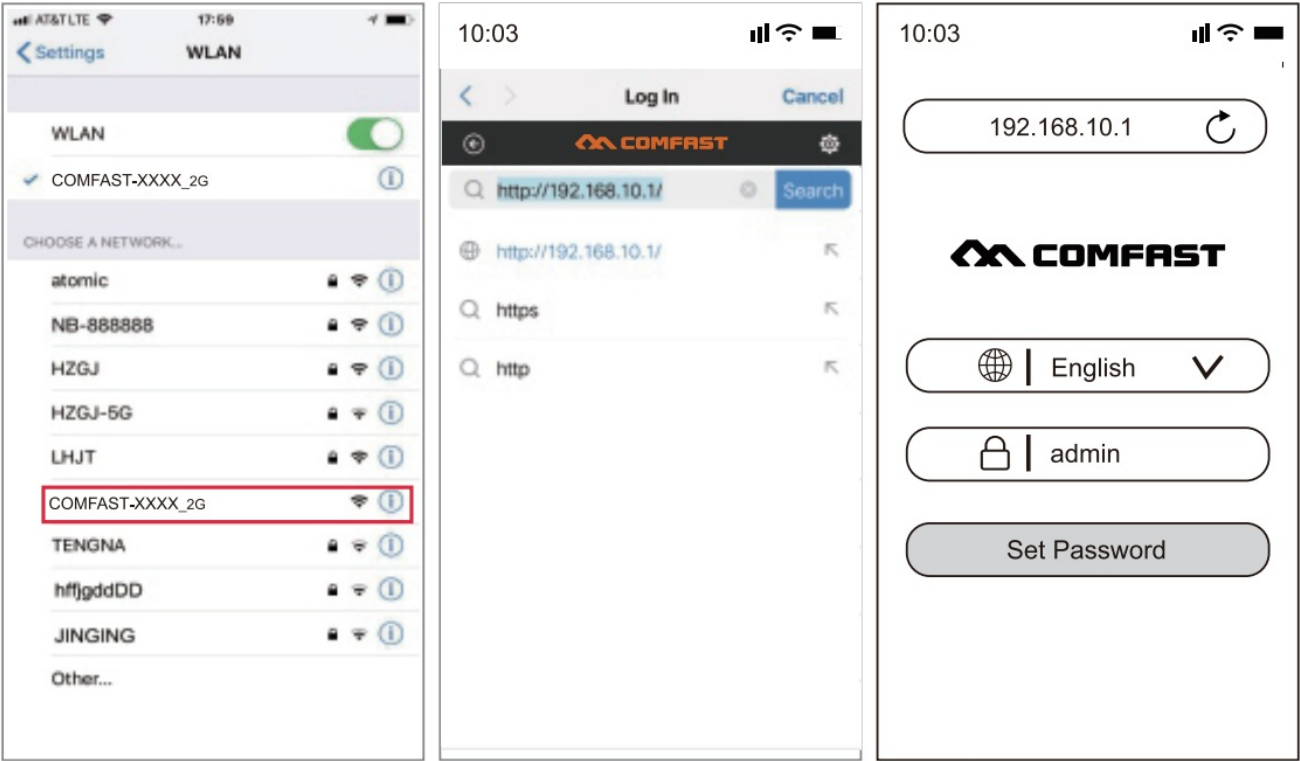 AT&T LTE 17:59
Settings WLAN
WLAN
COMFAST-XXXX_2G
CHOOSE A NETWORK...
atomic
NB-888888
HZGJ
HZGJ-5G
LHJT
COMFAST-XXXX_2G
TENGNA
hffjgddDD
JINGING
Other...
10:03
Log In Cancel
COMFAST
http://192.168.10.1/ Search
http://192.168.10.1/
https
http
10:03
192.168.10.1
COMFAST
English
admin
Set Password